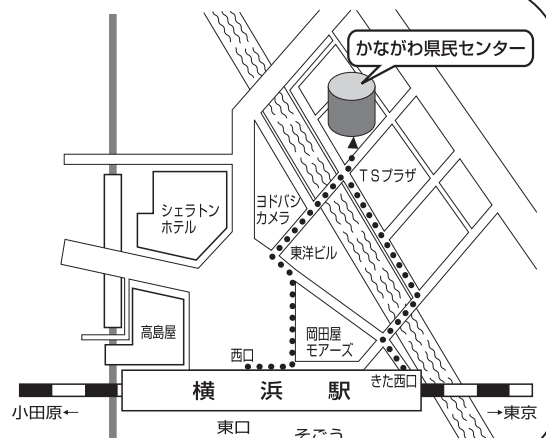 かながわ県民センター
TSプラザ
ヨドバシ
カメラ
シェラトン
ホテル
東洋ビル
高島屋
岡田屋
モアーズ
西口
きた西口
横浜駅
小田原←
→東京
東口
そごう